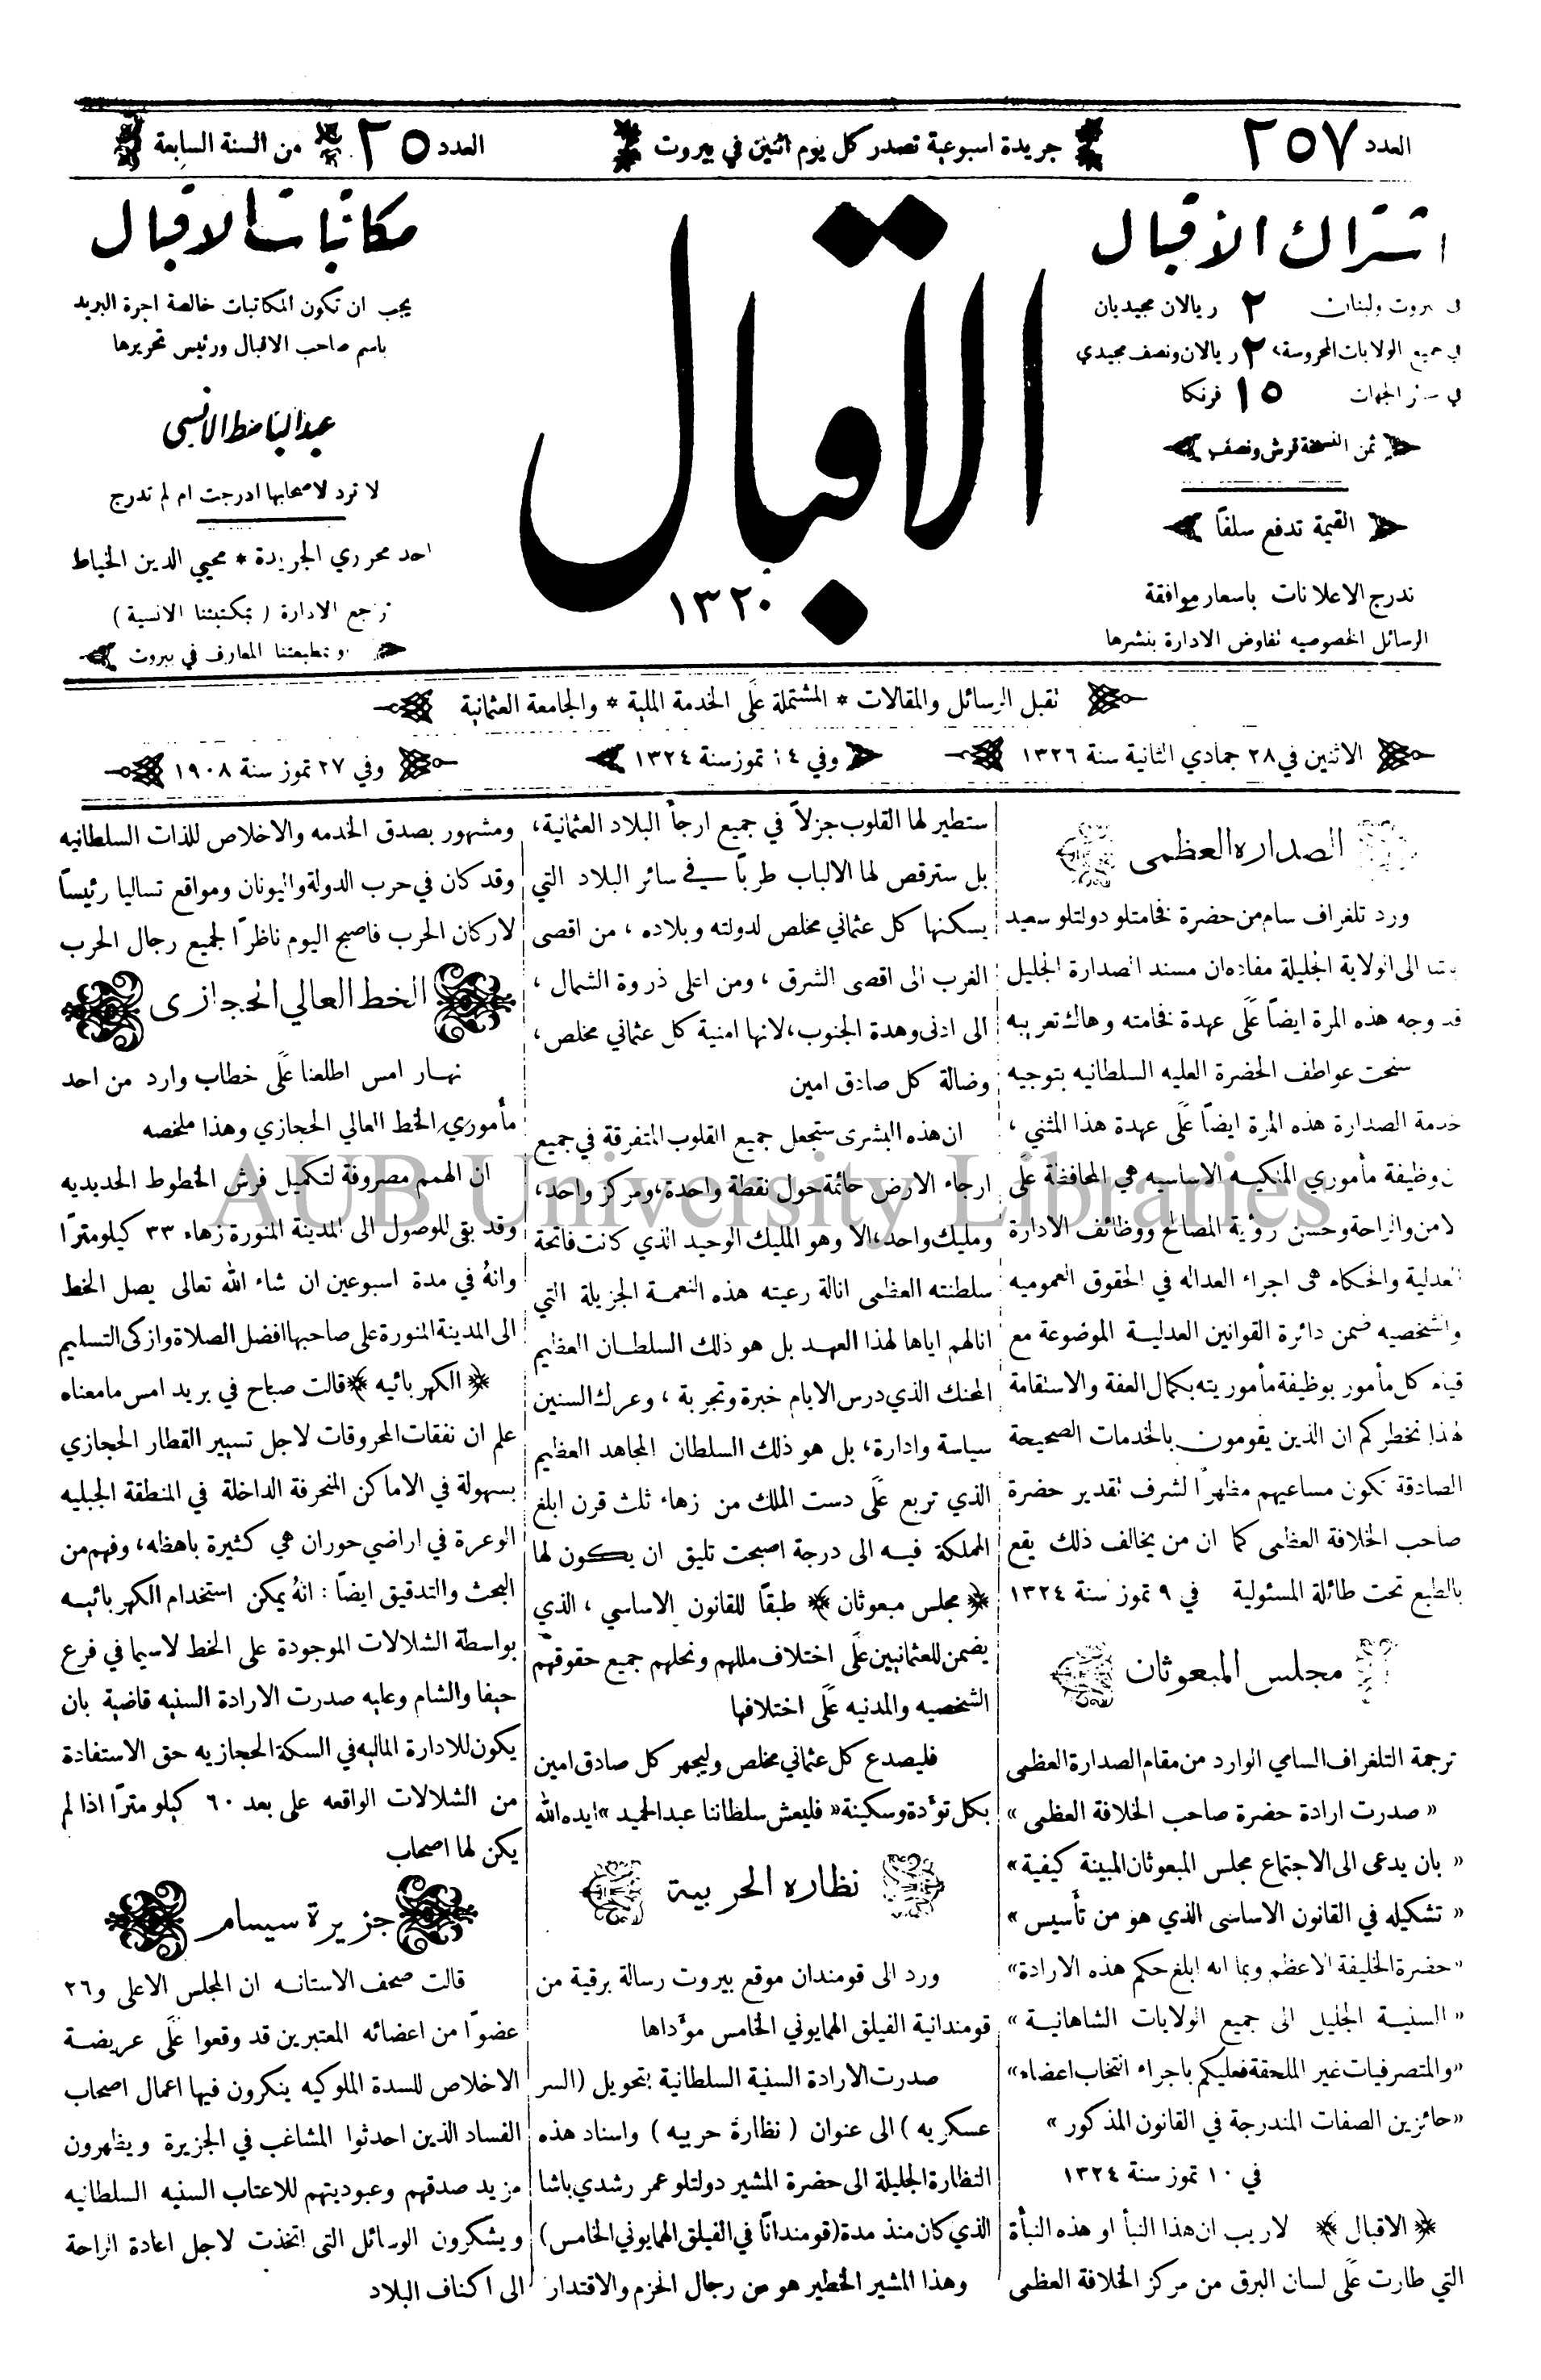 العدد ٢٥٧
جريدة اسبوعية تصدر كل يوم اثنين في بيروت
العدد ٢٥ من السنة السابعة
اشتراك الاقبال
في بيروت ولبنان ٢ ريالان مجيديان
في جميع الولايات المحروسة ٢ ريالان ونصف مجيدي
في سائر الجهات ١٥ فرنكا
ثمن النسخة قرش ونصف
القيمة تدفع سلفاً
ندرج الاعلانات باسعار موافقة
الرسائل الخصوصيه تفاوض الادارة بنشرها
الاقبال
١٣٢٠
مكاتبات الاقبال
يجب ان تكون المكاتبات خالصة اجرة البريد
باسم صاحب الاقبال ورئيس تحريرها
عبد الباسط الانسي
لا ترد لاصحابها ادرجت ام لم تدرج
احد محرري الجريدة * محيي الدين الخياط
تراجع الادارة ( بمكتبتنا الانسية )
ومطبعتنا المعارف في بيروت
تقبل الرسائل والمقالات * المشتملة عَلَى الخدمة الملية * والجامعة العثمانية
الاثنين في ٢٨ جمادي الثانية سنة ١٣٢٦
وفي ١٤ تموز سنة ١٣٢٤
وفي ٢٧ تموز سنة ١٩٠٨
الصداره العظمى
ورد تلغراف سام من حضرة فخامتلو دولتلو سعيد
باشا الى الولاية الجليلة مفاده ان مسند الصدارة الجليل
قد وجه هذه المرة ايضاً عَلَى عهدة فخامته وهاك تعريبه
سنحت عواطف الحضرة العليه السلطانيه بتوجيه
خدمة الصدارة هذه المرة ايضاً عَلَى عهدة هذا المثني ،
ان وظيفة مأموري الملكيه الاساسيه هي المحافظة عَلَى
الامن والراحة وحسن رؤية المصالح ووظائف الادارة
العدلية والحكام هي اجراء العداله في الحقوق العموميه
والشخصيه ضمن دائرة القوانين العدلية الموضوعة مع
قيام كل مأمور بوظيفة مأموريته بكمال العفة والاستقامة
لهذا نخطركم ان الذين يقومون بالخدمات الصحيحة
الصادقة تكون مساعيهم مظهراً لشرف تقدير حضرة
صاحب الخلافة العظمى كما ان من يخالف ذلك يقع
بالطبع تحت طائلة المسئولية في ٩ تموز سنة ١٣٢٤
مجلس المبعوثان
ترجمة التلغراف السامي الوارد من مقام الصدارة العظمى
« صدرت ارادة حضرة صاحب الخلافة العظمى »
« بان يدعى الى الاجتماع مجلس المبعوثان المبينة كيفية »
« تشكيله في القانون الاساسى الذي هو من تأسيس »
« حضرة الخليفة الاعظم وبما انه ابلغ حكم هذه الارادة »
« السنية الجليل الى جميع الولايات الشاهانية »
« والمتصرفيات غير الملحقة فعليكم باجراء انتخاب اعضاء »
« حائزين الصفات المندرجة في القانون المذكور »
في ١٠ تموز سنة ١٣٢٤
﴿ الاقبال ﴾ لاريب ان هذا النبأ او هذه النبأة
التي طارت عَلَى لسان البرق من مركز الخلافة العظمى
ستطير لها القلوب جزلاً في جميع ارجأ البلاد العثمانية،
بل سترقص لها الالباب طرباً في سائر البلاد التي
يسكنها كل عثماني مخلص لدولته وبلاده ، من اقصى
الغرب الى اقصى الشرق ، ومن اعلى ذروة الشمال ،
الى ادنى وهدة الجنوب، لانها امنية كل عثماني مخلص،
وضالة كل صادق امين
ان هذه البشرى ستجعل جميع القلوب المتفرقة في جميع
ارجاء الارض حائمة حول نقطة واحدة، ومركز واحد،
ومليك واحد، الا وهو المليك الوحيد الذي كانت فاتحة
سلطنته العظمى انالة رعيته هذه النعمة الجزيلة التي
انالهم اياها لهذا العهد بل هو ذلك السلطان العظيم
المحنك الذي درس الايام خبرة وتجربة ، وعرك السنين
سياسة وادارة، بل هو ذلك السلطان المجاهد العظيم
الذي تربع عَلَى دست الملك من زهاء ثلث قرن ابلغ
المملكة فيه الى درجة اصبحت تليق ان يكون لها
﴿ مجلس مبعوثان ﴾ طبقاً للقانون الاساسي ، الذي
يضمن للعثمانيين عَلَى اختلاف مللهم ونحلهم جميع حقوقهم
الشخصيه والمدنيه عَلَى اختلافها
فليصدع كل عثماني مخلص وليجهر كل صادق امين
بكل تؤدة وسكينة « فليعش سلطاننا عبد الحميد » ايده الله
نظاره الحربية
ورد الى قومندان موقع بيروت رسالة برقية من
قومندانية الفيلق الهمايوني الخامس موّداها
صدرت الارادة السنية السلطانية بتحويل (السر
عسكريه ) الى عنوان ( نظارة حربيه ) واسناد هذه
النظارة الجليلة الى حضرة المشير دولتلو عمر رشدي باشا
الذي كان منذ مدة (قومنداناً في الفيلق الهمايوني الخامس)
وهذا المشير الخطير هو من رجال الحزم والاقتدار
ومشهور بصدق الخدمه والاخلاص للذات السلطانيه
وقد كان في حرب الدولة واليونان ومواقع تساليا رئيساً
لاركان الحرب فاصبح اليوم ناظراً لجميع رجال الحرب
الخط العالي الحجازى
نهار امس اطلعنا عَلَى خطاب وارد من احد
مأموري الخط العالي الحجازي وهذا ملخصه
ان الهمم مصروفة لتكميل فرش الخطوط الحديديه
وقد بقى للوصول الى المدينة المنورة زهاء ٣٣ كيلومتراً
وانهُ في مدة اسبوعين ان شاء الله تعالى يصل الخط
الى المدينة المنورة على صاحبها افضل الصلاة وازكى التسليم
﴿ الكهربائيه ﴾ قالت صباح في بريد امس مامعناه
علم ان نفقات المحروقات لاجل تسيير القطار الحجازي
بسهولة في الاماكن المنحرفة الداخلة في المنطقة الجبليه
الوعرة في اراضي حوران هي كثيرة باهظه، وفهم من
البحث والتدقيق ايضاً : انهُ يمكن استخدام الكهربائيه
بواسطة الشلالات الموجودة على الخط لاسيما في فرع
حيفا والشام وعليه صدرت الارادة السنيه قاضية بان
يكون للادارة الماليه في السكة الحجازيه حق الاستفادة
من الشلالات الواقعه على بعد ٦٠ كيلو متراً اذا لم
يكن لها اصحاب
جزيرة سيسام
قالت صحف الاستانه ان المجلس الاعلى و٢٦
عضواً من اعضائه المعتبرين قد وقعوا عَلَى عريضة
الاخلاص للسدة الملوكيه ينكرون فيها اعمال اصحاب
الفساد الذين احدثوا المشاغب في الجزيرة ويظهرون
مزيد صدقهم وعبوديتهم للاعتاب السنيه السلطانيه
ويشكرون الوسائل التي اتخذت لاجل اعادة الراحة
الى اكناف البلاد
AUB University Libraries